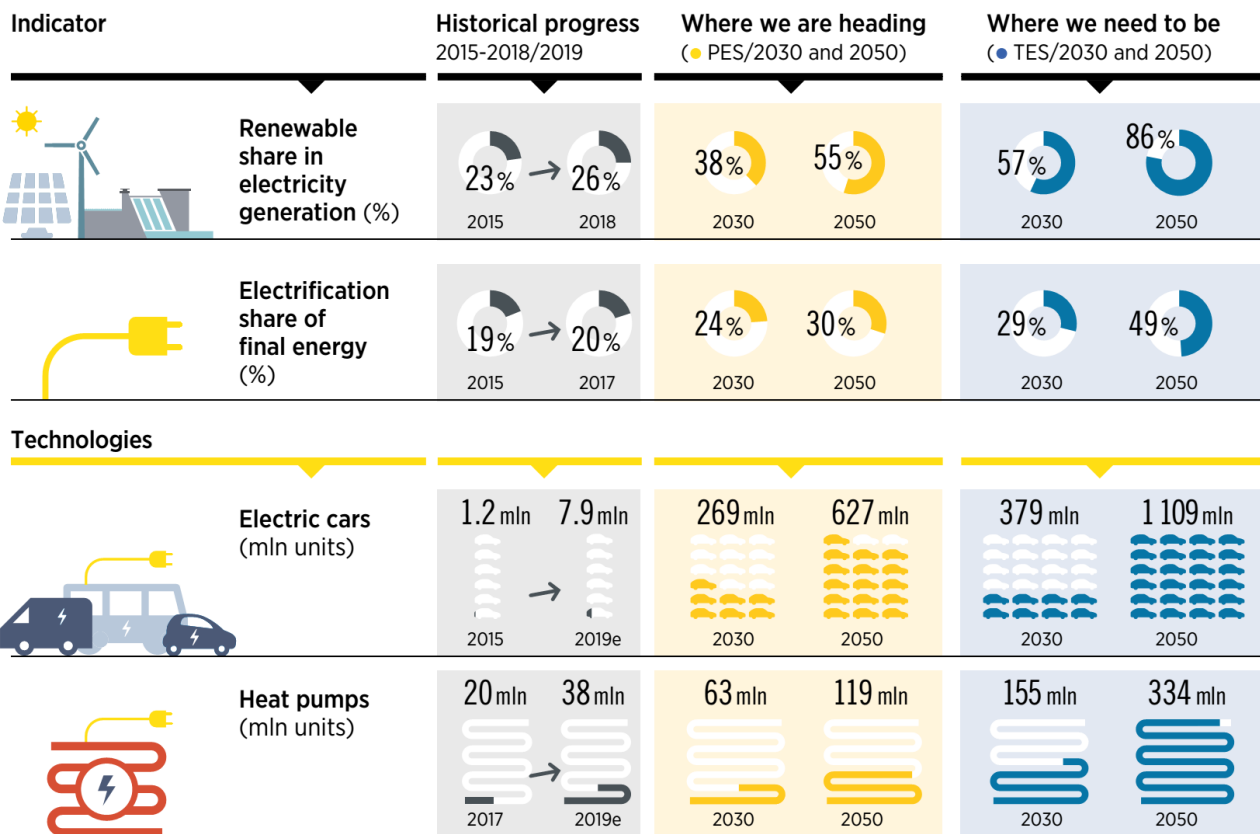 Indicator
Historical progress
2015-2018/2019
Where we are heading
(● PES/2030 and 2050)
Where we need to be
(● TES/2030 and 2050)
Renewable
share in
electricity
generation (%)
23%
26%
2015
2018
38%
55%
2030
2050
57%
86%
2030
2050
Electrification
share of
final energy
(%)
19%
20%
2015
2017
24%
30%
2030
2050
29%
49%
2030
2050
Technologies
Electric cars
(mln units)
1.2 mln
7.9 mln
2015
2019e
269 mln
627 mln
2030
2050
379 mln
1 109 mln
2030
2050
Heat pumps
(mln units)
20 mln
38 mln
2017
2019e
63 mln
119 mln
2030
2050
155 mln
334 mln
2030
2050